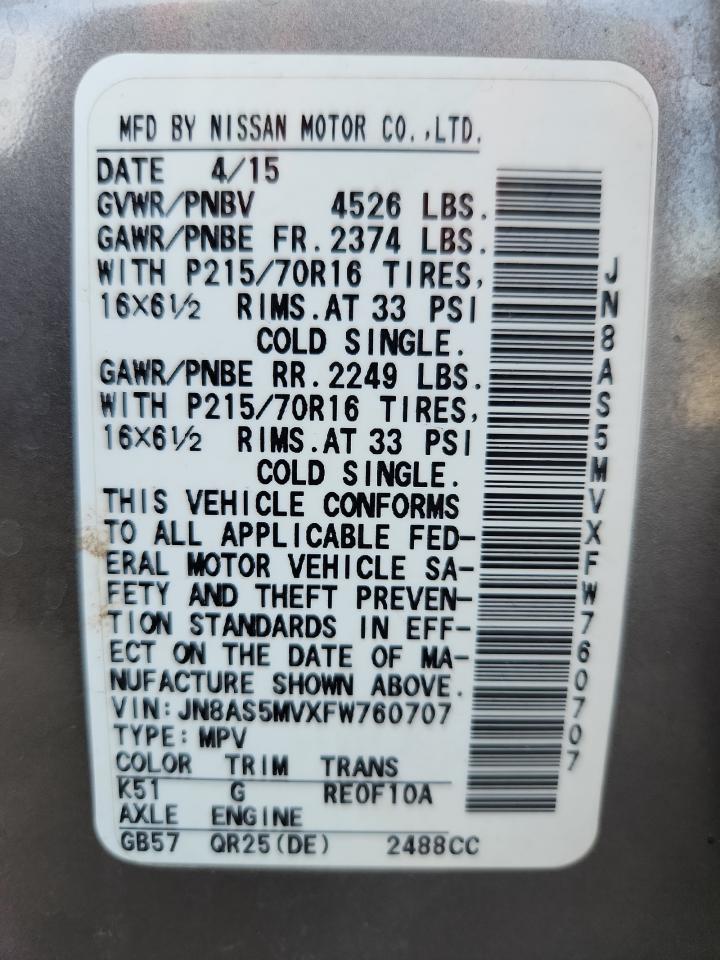 MFD BY NISSAN MOTOR CO.,LTD.
DATE 4/15
GVWR/PNBV 4526 LBS.
GAWR/PNBE FR.2374 LBS.
WITH P215/70R16 TIRES,
16X6½ RIMS.AT 33 PSI
COLD SINGLE.
GAWR/PNBE RR.2249 LBS.
WITH P215/70R16 TIRES,
16X6½ RIMS.AT 33 PSI
COLD SINGLE.
THIS VEHICLE CONFORMS
TO ALL APPLICABLE FED-
ERAL MOTOR VEHICLE SA-
FETY AND THEFT PREVEN-
TION STANDARDS IN EFF-
ECT ON THE DATE OF MA-
NUFACTURE SHOWN ABOVE.
VIN:JN8AS5MVXFW760707
TYPE:MPV
COLOR TRIM TRANS
K51 G RE0F10A
AXLE ENGINE
GB57 QR25(DE) 2488CC
JN8AS5MVXFW760707